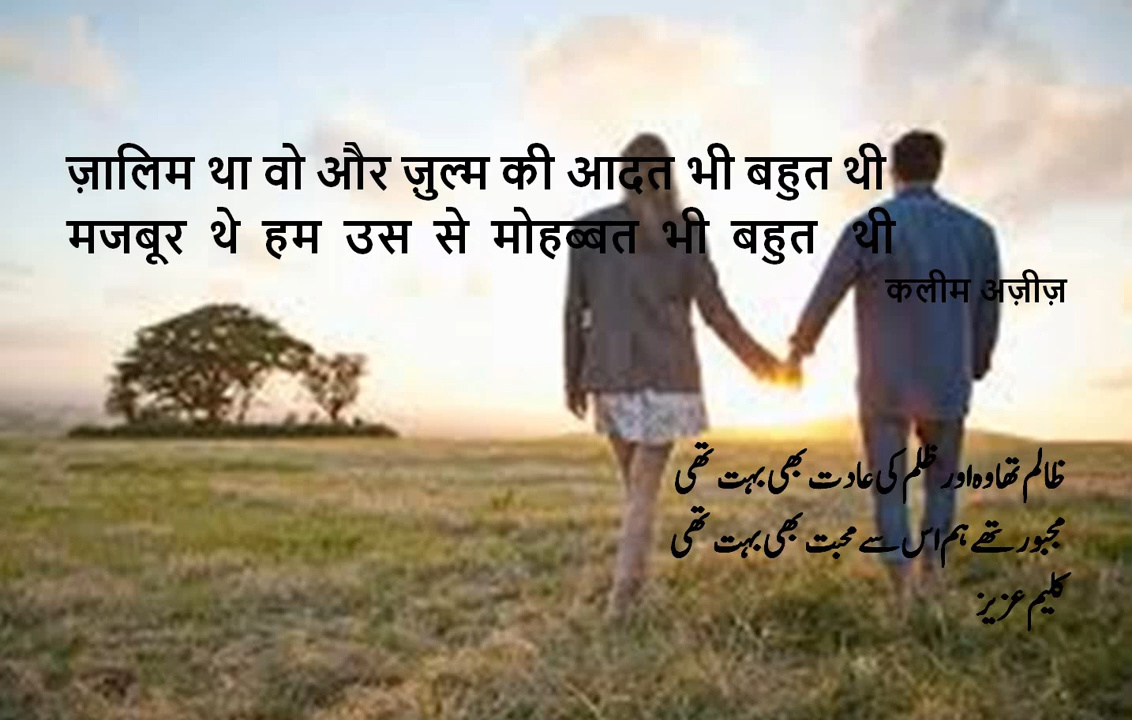 ज़ालिम था वो और ज़ुल्म की आदत भी बहुत थी
मजबूर थे हम उस से मोहब्बत भी बहुत थी
कलीम अज़ीज़
ظالم تھا وہ اور ظلم کی عادت بھی بہت تھی
مجبور تھے ہم اس سے محبت بھی بہت تھی
کلیم عزیز